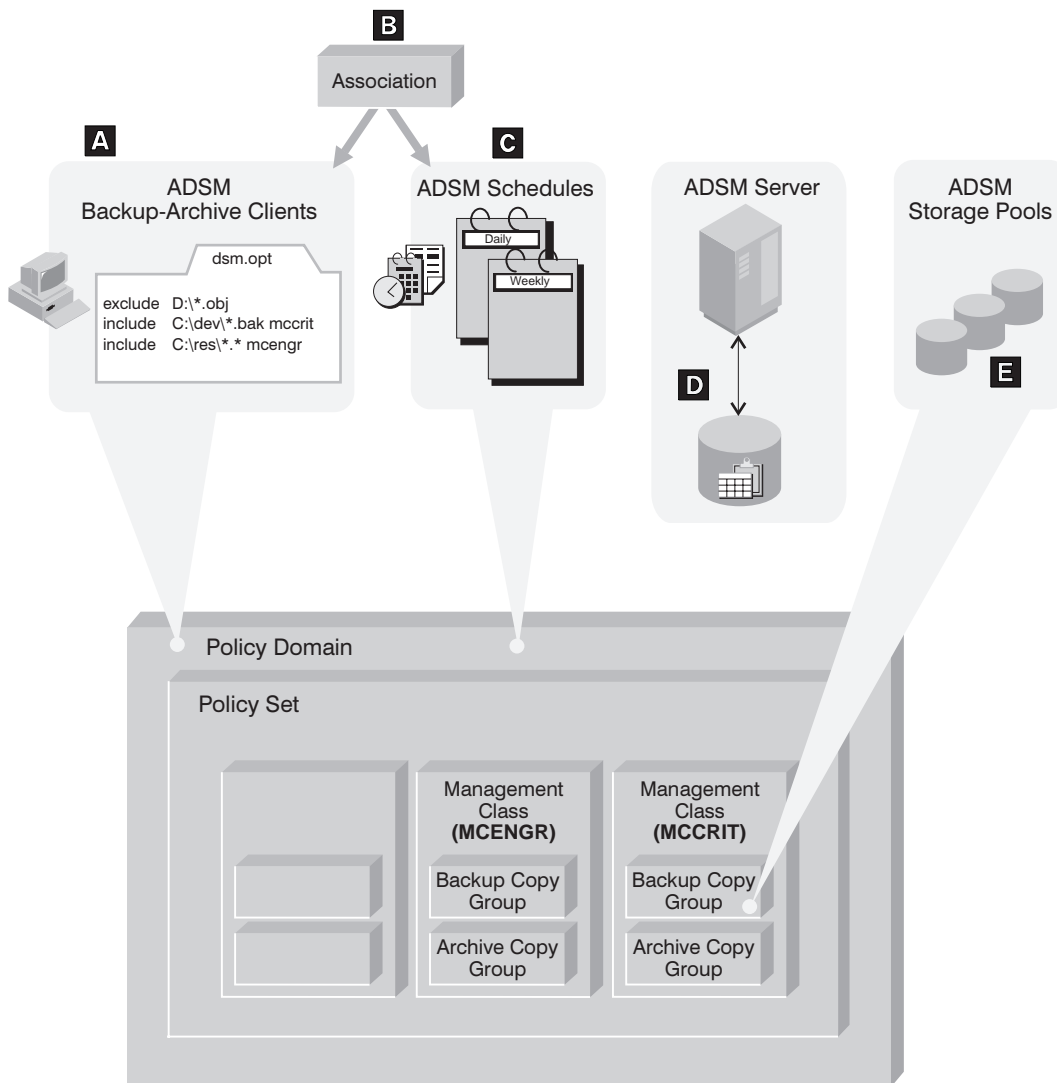 B
Association
A
ADSM
Backup-Archive Clients
dsm.opt
exclude D:\*.obj
include C:\dev\*.bak mccrit
include C:\res\*.* mcengr
C
ADSM Schedules
Daily
Weekly
ADSM Server
D
ADSM
Storage Pools
E
Policy Domain
Policy Set
Management
Class
(MCENGR)
Backup Copy
Group
Archive Copy
Group
Management
Class
(MCCRIT)
Backup Copy
Group
Archive Copy
Group